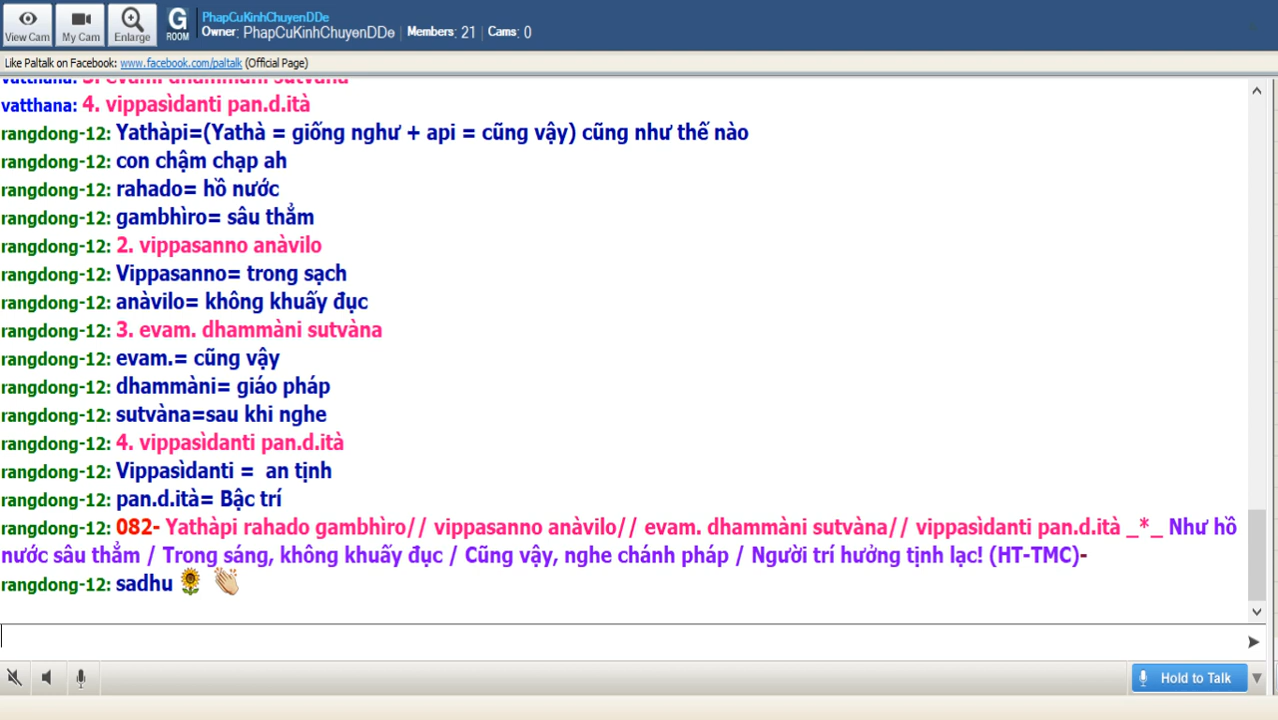 View Cam
My Cam
Enlarge
G
ROOM
PhapCuKinhChuyenDDe
Owner: PhapCuKinhChuyenDDe | Members: 21 | Cams: 0
Like Paltalk on Facebook: www.facebook.com/paltalk (Official Page)
vatthana: 3. evam. dhammàni sutvàna
vatthana: 4. vippasìdanti pan.d.ità
rangdong-12: Yathàpi=(Yathà = giống nghư + api = cũng vậy) cũng như thế nào
rangdong-12: con chậm chạp ah
rangdong-12: rahado= hồ nước
rangdong-12: gambhìro= sâu thẳm
rangdong-12: 2. vippasanno anàvilo
rangdong-12: Vippasanno= trong sạch
rangdong-12: anàvilo= không khuấy đục
rangdong-12: 3. evam. dhammàni sutvàna
rangdong-12: evam.= cũng vậy
rangdong-12: dhammàni= giáo pháp
rangdong-12: sutvàna=sau khi nghe
rangdong-12: 4. vippasìdanti pan.d.ità
rangdong-12: Vippasìdanti =  an tịnh
rangdong-12: pan.d.ità= Bậc trí
rangdong-12: 082- Yathàpi rahado gambhìro// vippasanno anàvilo// evam. dhammàni sutvàna// vippasìdanti pan.d.ità _*_ Như hồ
nước sâu thẳm / Trong sáng, không khuấy đục / Cũng vậy, nghe chánh pháp / Người trí hưởng tịnh lạc! (HT-TMC)-
rangdong-12: sadhu
Hold to Talk